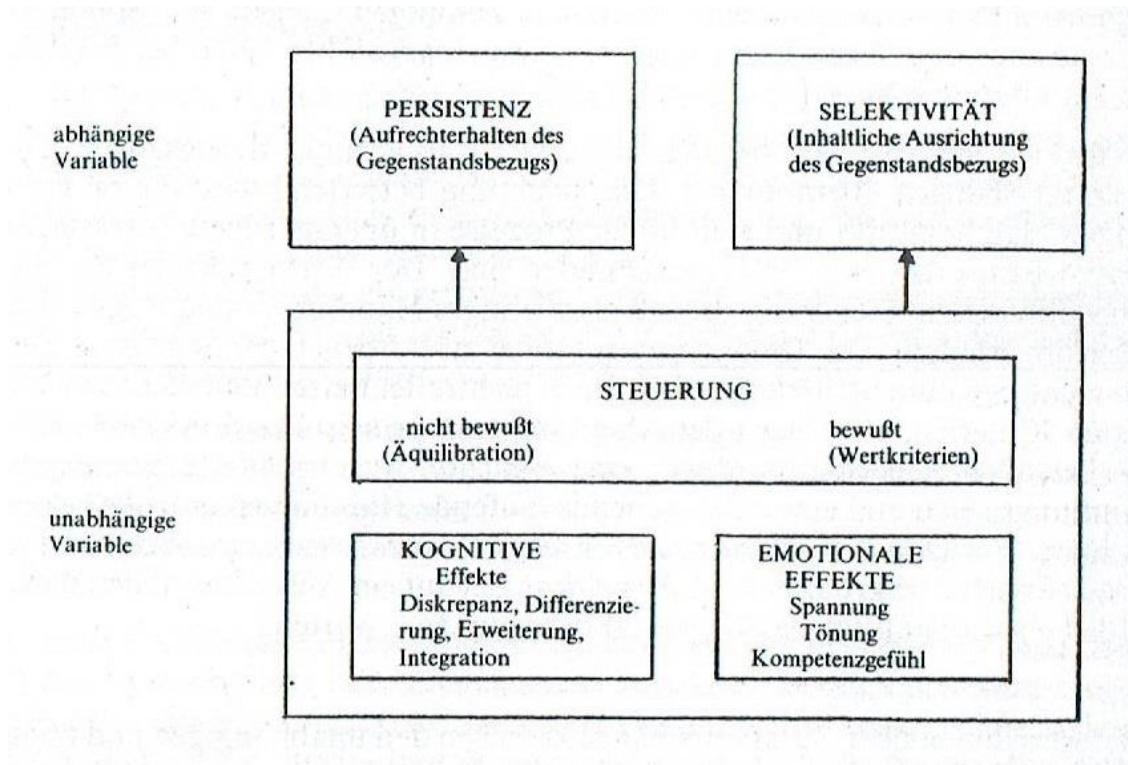 PERSISTENZ
(Aufrechterhalten des
Gegenstandsbezugs)
SELEKTIVITÄT
(Inhaltliche Ausrichtung
des Gegenstandsbezugs)
abhängige
Variable
STEUERUNG
nicht bewußt
(Äquilibration)
bewußt
(Wertkriterien)
unabhängige
Variable
KOGNITIVE
Effekte
Diskrepanz, Differenzie-
rung, Erweiterung,
Integration
EMOTIONALE
EFFEKTE
Spannung
Tönung
Kompetenzgefühl